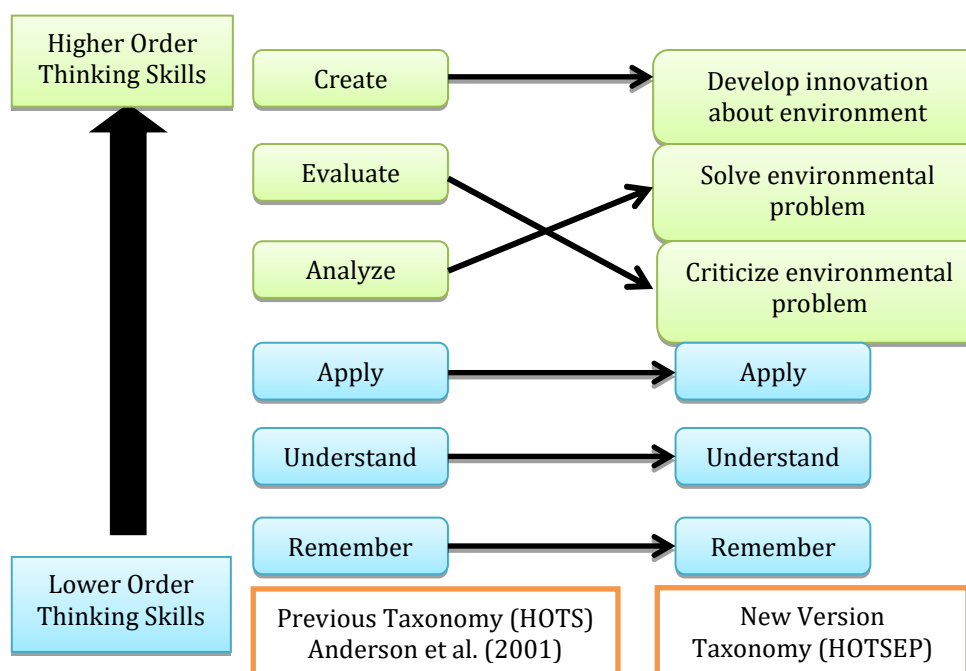 Higher Order
Thinking Skills
Create
Develop innovation
about environment
Evaluate
Solve environmental
problem
Analyze
Criticize environmental
problem
Apply
Apply
Understand
Understand
Remember
Remember
Lower Order
Thinking Skills
Previous Taxonomy (HOTS)
Anderson et al. (2001)
New Version
Taxonomy (HOTSEP)